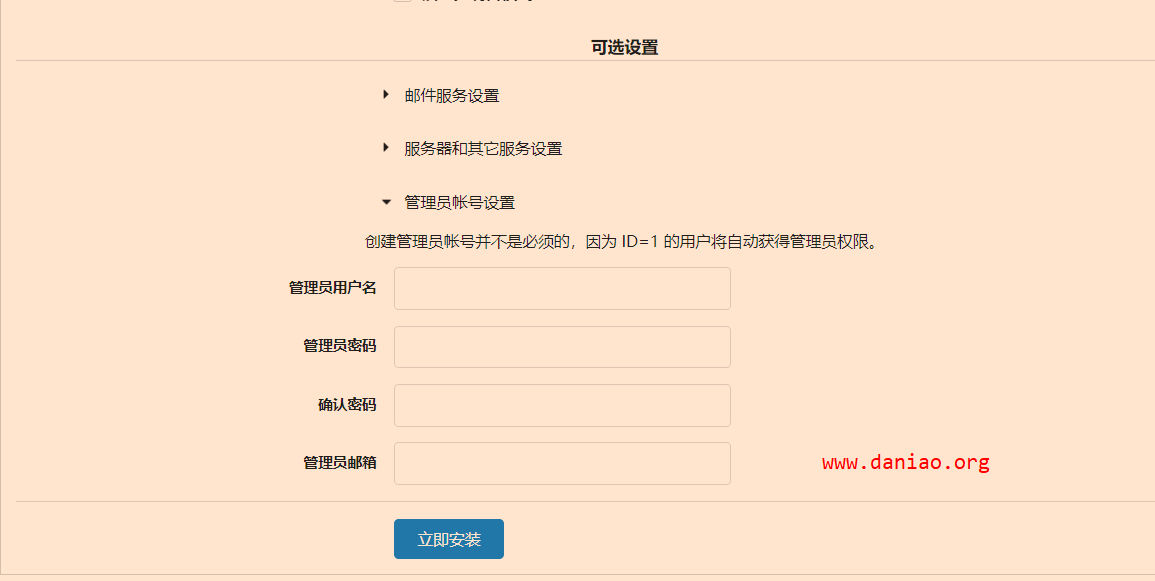 可选设置
邮件服务设置
服务器和其它服务设置
管理员帐号设置
创建管理员帐号并不是必须的，因为 ID=1 的用户将自动获得管理员权限。
管理员用户名
管理员密码
确认密码
管理员邮箱
www.daniao.org
立即安装